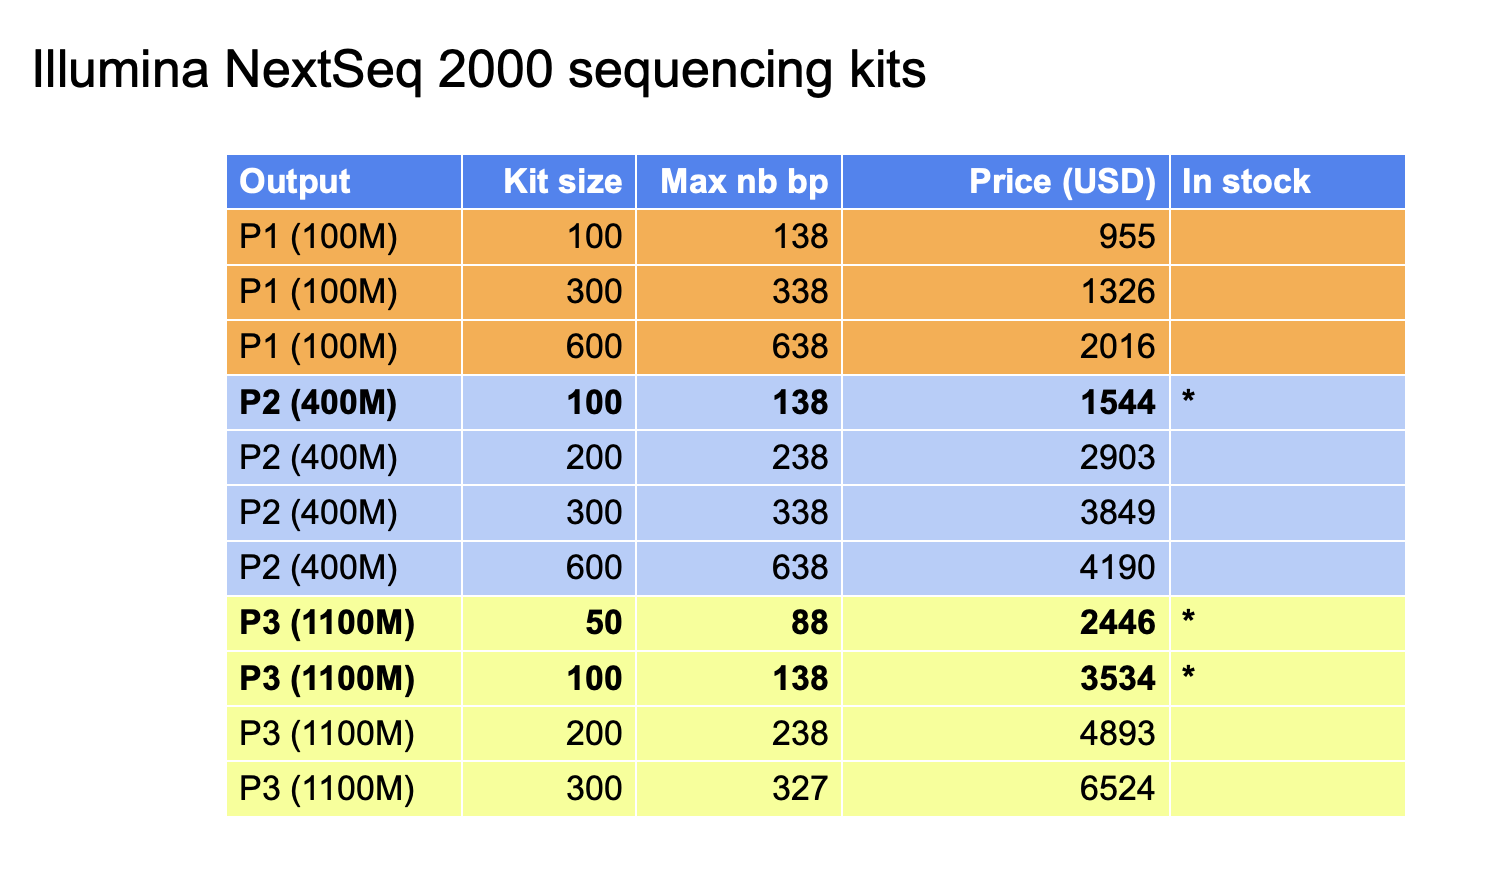 Illumina NextSeq 2000 sequencing kits
Output Kit size Max nb bp Price (USD) In stock
P1 (100M) 100 138 955
P1 (100M) 300 338 1326
P1 (100M) 600 638 2016
P2 (400M) 100 138 1544 *
P2 (400M) 200 238 2903
P2 (400M) 300 338 3849
P2 (400M) 600 638 4190
P3 (1100M) 50 88 2446 *
P3 (1100M) 100 138 3534 *
P3 (1100M) 200 238 4893
P3 (1100M) 300 327 6524